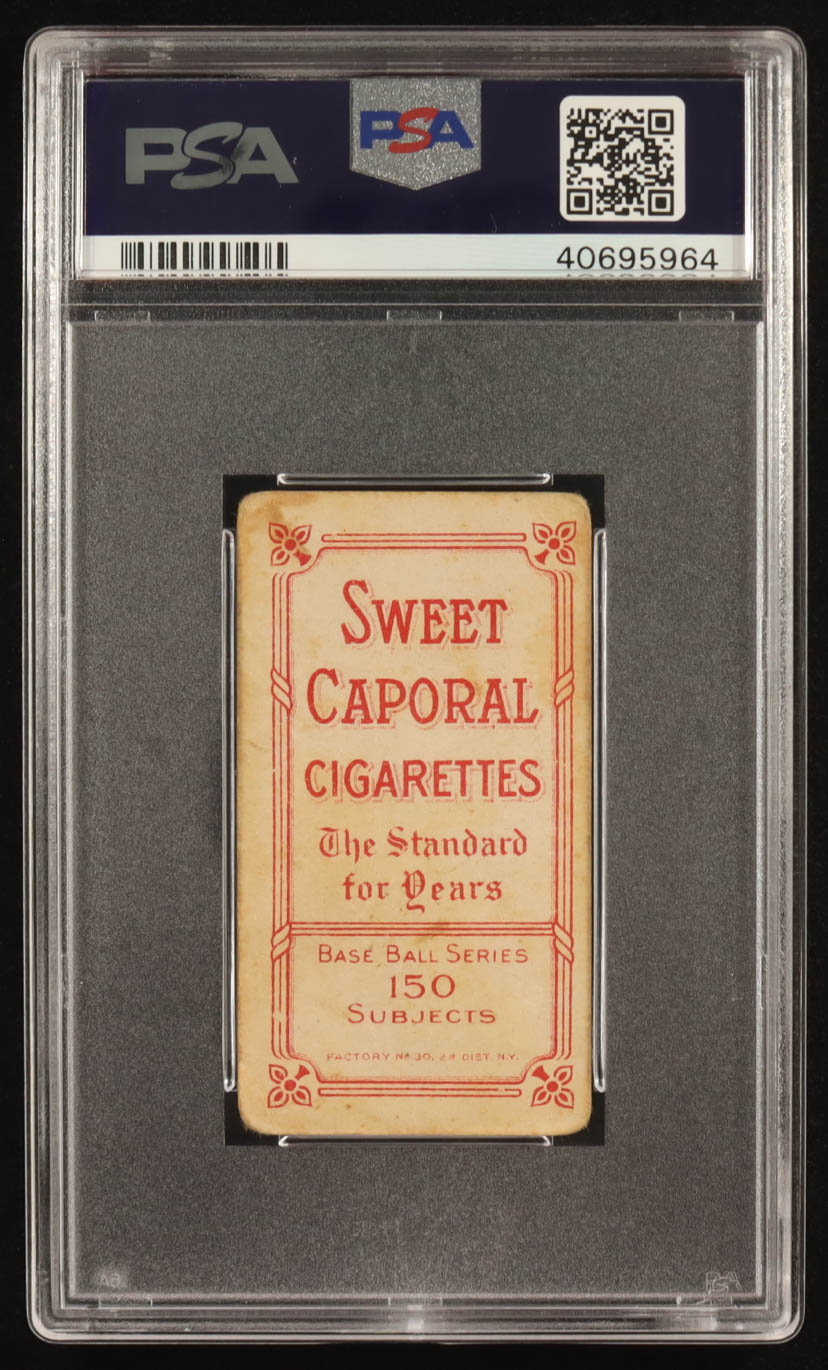 PSA
PSA
40695964
SWEET
CAPORAL
CIGARETTES
The Standard
for Years
BASE BALL SERIES
150
SUBJECTS
FACTORY No 30, 2d DIST. N.Y.
PSA